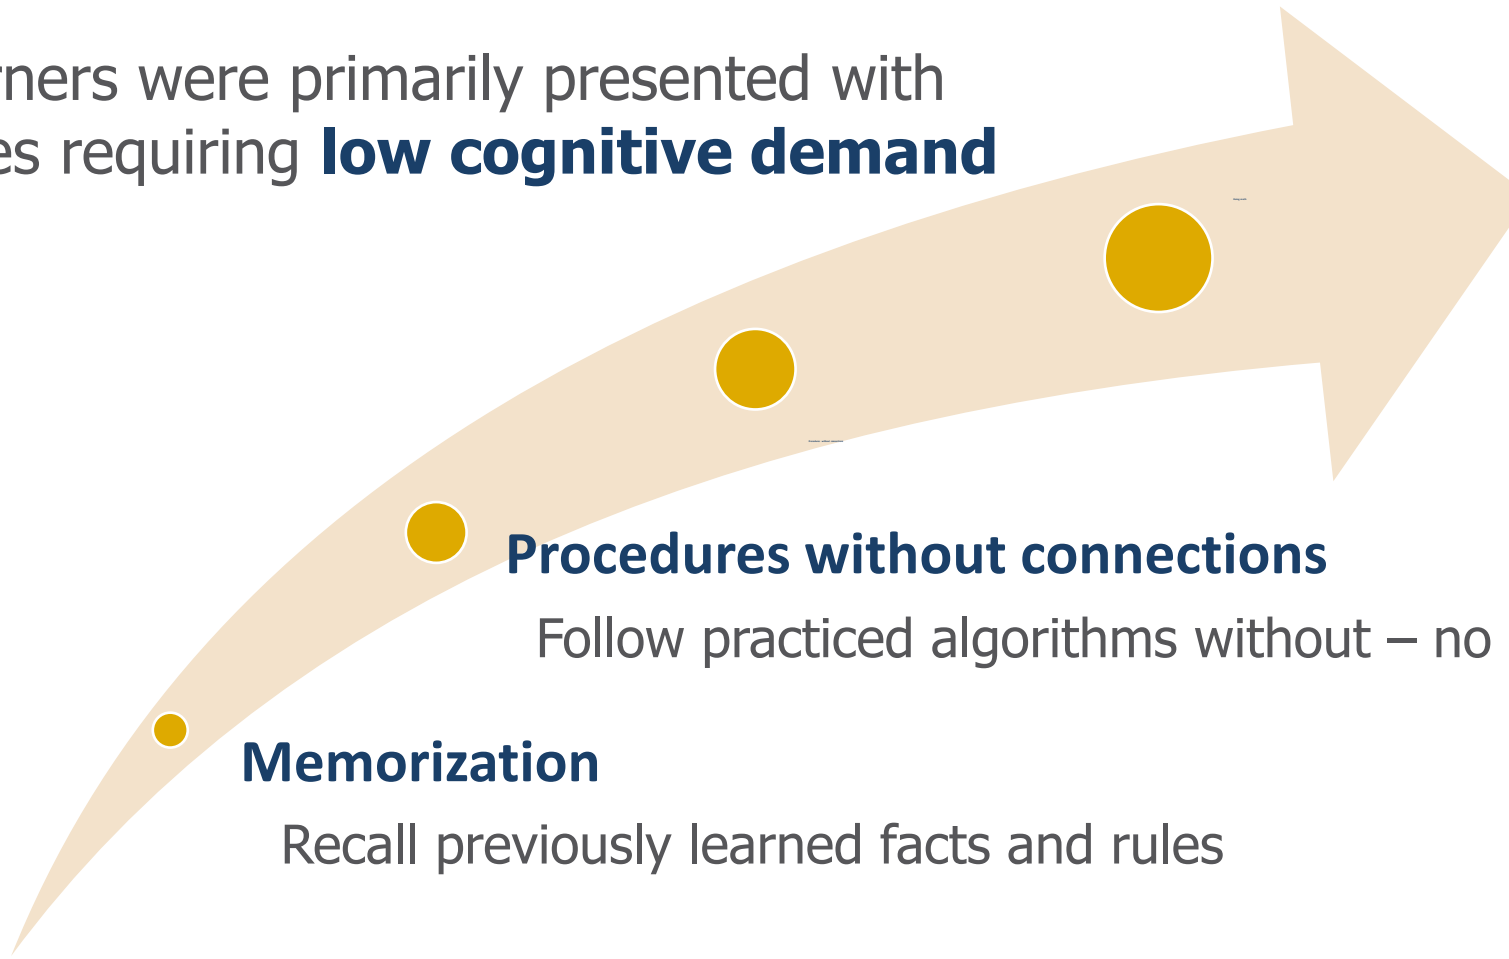 rners were primarily presented with
es requiring low cognitive demand
Procedures without connections
Follow practiced algorithms without – no
Memorization
Recall previously learned facts and rules